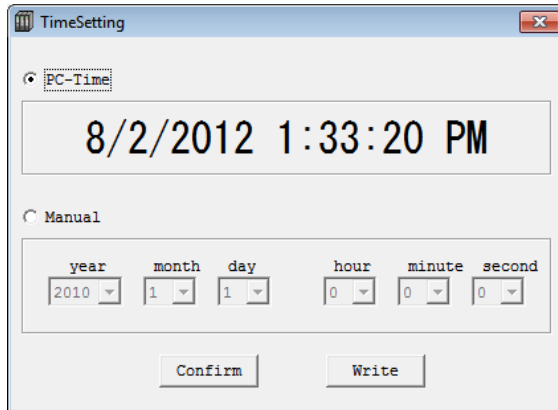 TimeSetting
PC-Time
8/2/2012 1:33:20 PM
Manual
year month day hour minute second
2010 1 1 0 0 0
Confirm Write